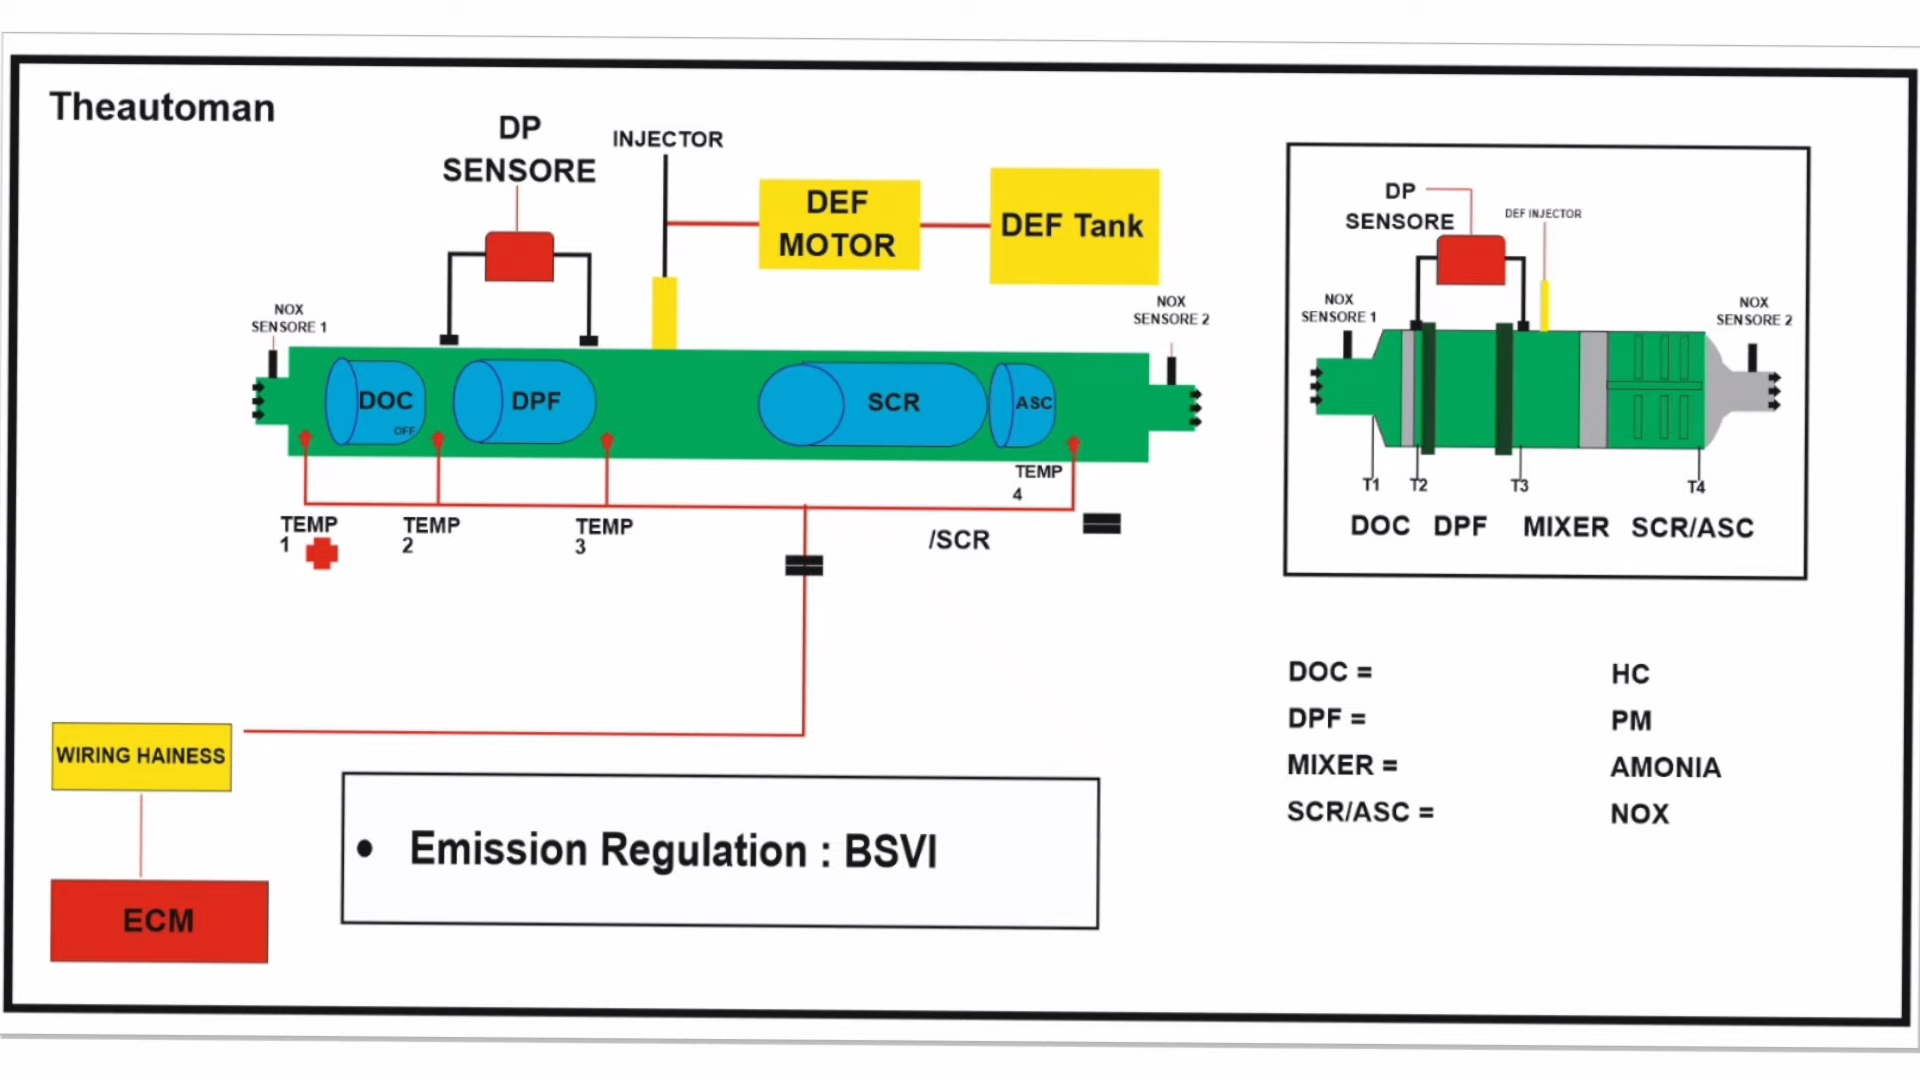 Theautoman
DP
SENSORE
INJECTOR
DEF
MOTOR
DEF Tank
NOX
SENSORE 1
NOX
SENSORE 2
DOC
OFF
DPF
SCR
ASC
TEMP
1
TEMP
2
TEMP
3
TEMP
4
/SCR
WIRING HAINESS
ECM
• Emission Regulation : BSVI
DP
SENSORE
DEF INJECTOR
NOX
SENSORE 1
NOX
SENSORE 2
T1 T2 T3 T4
DOC DPF MIXER SCR/ASC
DOC = HC
DPF = PM
MIXER = AMONIA
SCR/ASC = NOX